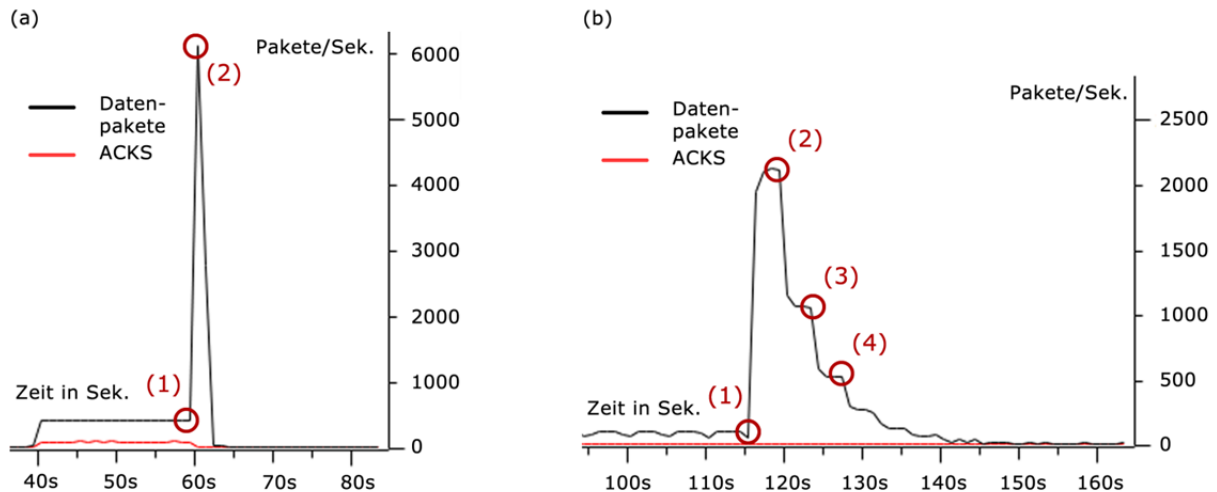 (a)
Pakete/Sek.
6000
(2)
Daten-
pakete
5000
ACKS
4000
3000
2000
Zeit in Sek.
(1)
1000
0
40s 50s 60s 70s 80s
(b)
Pakete/Sek.
Daten-
pakete
2500
(2)
ACKS
2000
1500
(3)
1000
(4)
500
Zeit in Sek.
(1)
0
100s 110s 120s 130s 140s 150s 160s